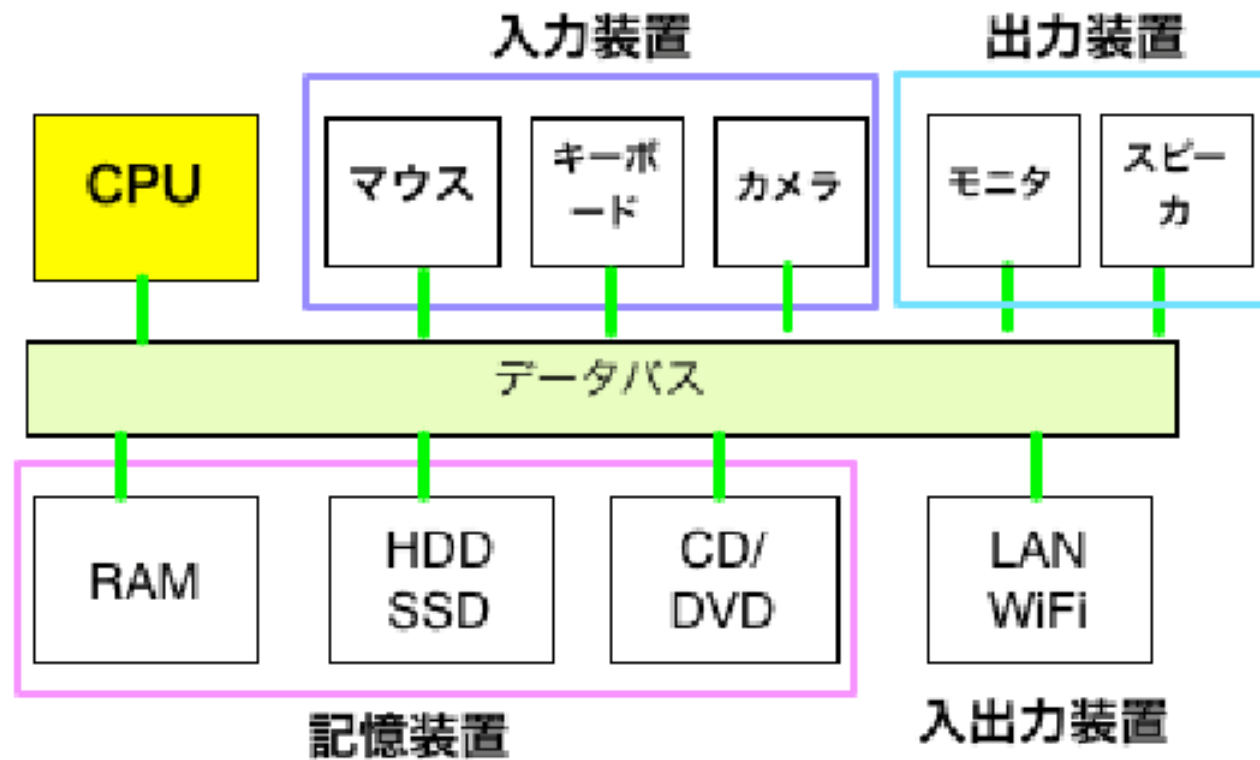 入力装置
出力装置
CPU
マウス
キーボ
ード
カメラ
モニタ
スピー
カ
データバス
RAM
HDD
SSD
CD/
DVD
LAN
WiFi
記憶装置
入出力装置